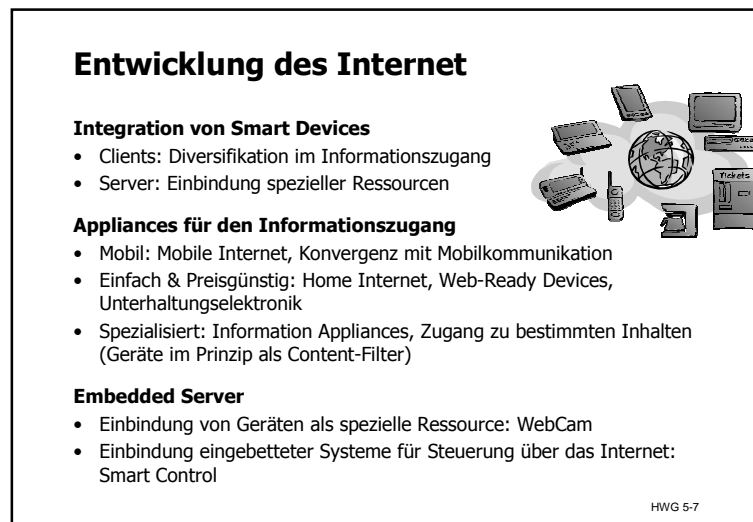 Entwicklung des Internet
Integration von Smart Devices
• Clients: Diversifikation im Informationszugang
• Server: Einbindung spezieller Ressourcen
Tickets
Appliances für den Informationszugang
• Mobil: Mobile Internet, Konvergenz mit Mobilkommunikation
• Einfach & Preisgünstig: Home Internet, Web-Ready Devices,
Unterhaltungselektronik
• Spezialisiert: Information Appliances, Zugang zu bestimmten Inhalten
(Geräte im Prinzip als Content-Filter)
Embedded Server
• Einbindung von Geräten als spezielle Ressource: WebCam
• Einbindung eingebetteter Systeme für Steuerung über das Internet:
Smart Control
HWG 5-7